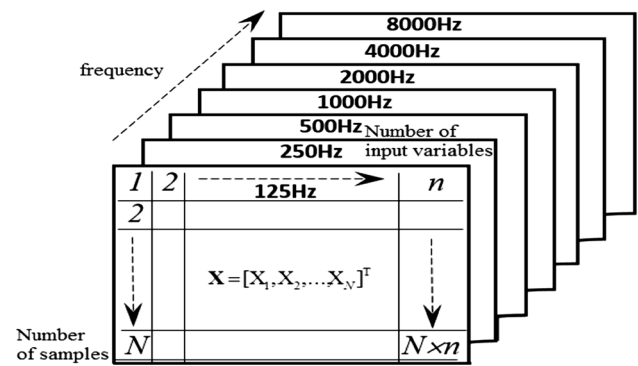 8000Hz
4000Hz
frequency
2000Hz
1000Hz
500Hz
Number of
input variables
250Hz
1 2 n
125Hz
2
X=[X₁,X₂,...X_N]ᵀ
Number
of samples
N N×n